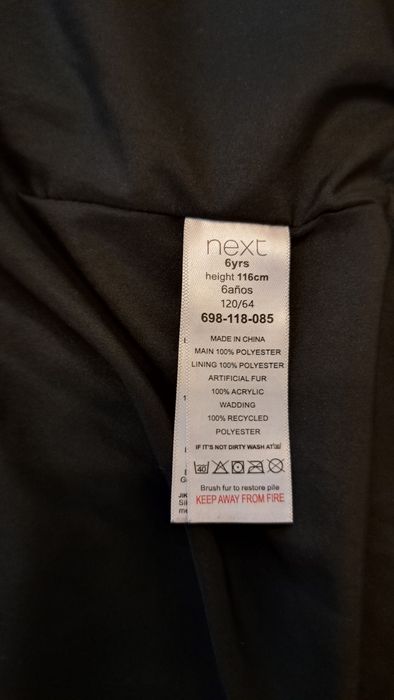 next
6yrs
height 116cm
6años
120/64
698-118-085
MADE IN CHINA
MAIN 100% POLYESTER
LINING 100% POLYESTER
ARTIFICIAL FUR
100% ACRYLIC
WADDING
100% RECYCLED
POLYESTER
IF IT'S NOT DIRTY WASH AT
40
Brush fur to restore pile
KEEP AWAY FROM FIRE